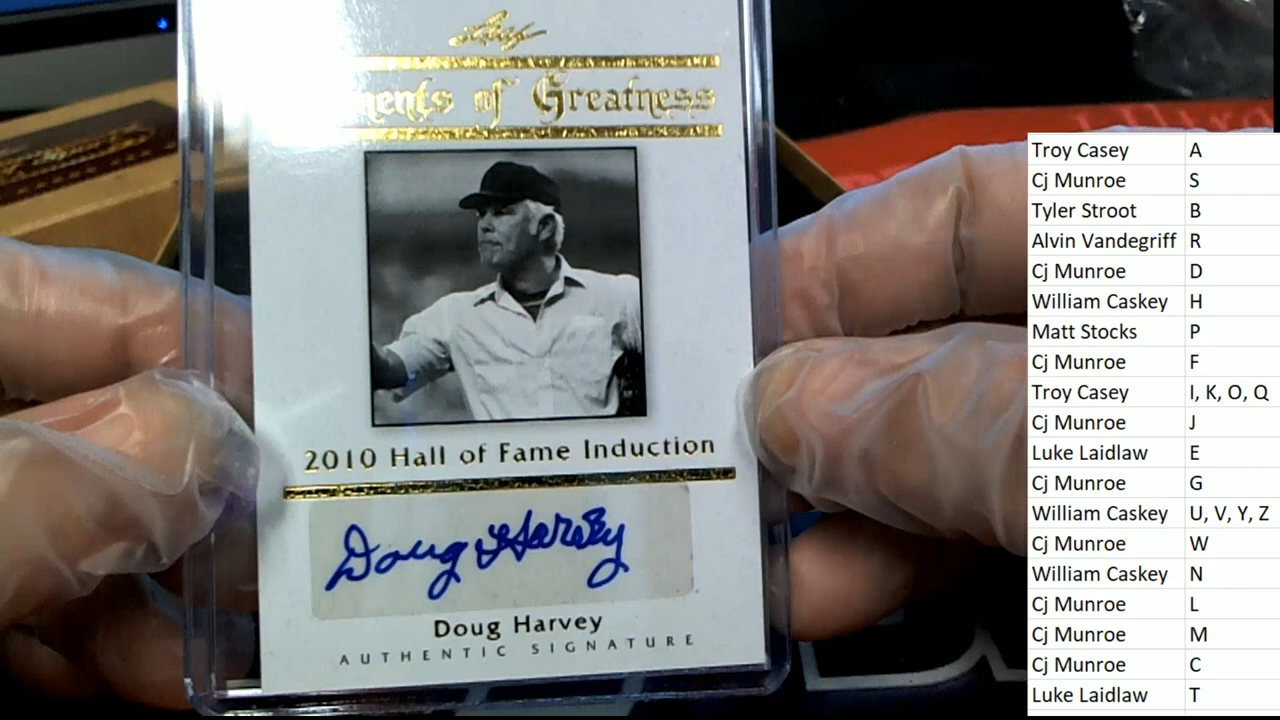 Leaf
ments of Greatness
2010 Hall of Fame Induction
Doug Harvey
Doug Harvey
AUTHENTIC SIGNATURE
Troy Casey A
Cj Munroe S
Tyler Stroot B
Alvin Vandegriff R
Cj Munroe D
William Caskey H
Matt Stocks P
Cj Munroe F
Troy Casey I, K, O, Q
Cj Munroe J
Luke Laidlaw E
Cj Munroe G
William Caskey U, V, Y, Z
Cj Munroe W
William Caskey N
Cj Munroe L
Cj Munroe M
Cj Munroe C
Luke Laidlaw T